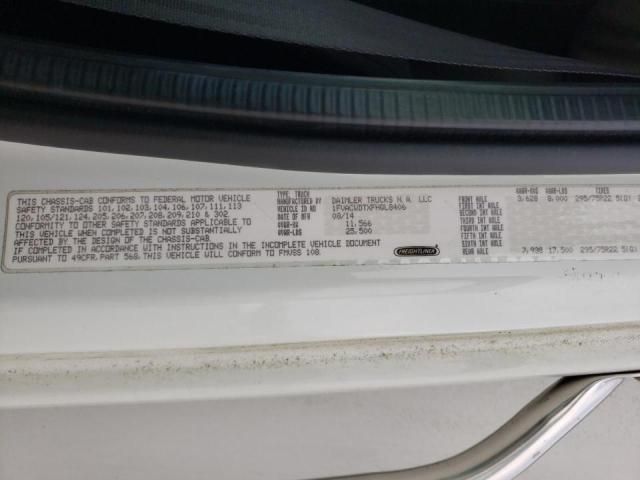 THIS CHASSIS-CAB CONFORMS TO FEDERAL MOTOR VEHICLE
SAFETY STANDARDS 101, 102, 103, 104, 106, 107, 111, 113
120, 105/121, 124, 205, 206, 207, 208, 209, 210 & 302.
CONFORMITY TO OTHER SAFETY STANDARDS APPLICABLE TO
THIS VEHICLE WHEN COMPLETED IS NOT SUBSTANTIALLY
AFFECTED BY THE DESIGN OF THE CHASSIS-CAB.
IF COMPLETED IN ACCORDANCE WITH THE INCOMPLETE VEHICLE DOCUMENT
PURSUANT TO 49CFR, PART 568, THIS VEHICLE WILL CONFORM TO FMVSS 108.
TYPE: TRUCK
MFD BY DAIMLER TRUCKS N.A. LLC
VEHICLE ID NO 1FVACWDTXFHGL8406
DATE OF MFR 08/14
GVWR-KG 11,566
GVWR-LBS 25,500
FREIGHTLINER
GAWR-KGS GAWR-LBS TIRES
FRONT AXLE 3,628 8,000 295/75R22.5(G)
FIRST INT AXLE
SECOND INT AXLE
THIRD INT AXLE
FOURTH INT AXLE
FIFTH INT AXLE
SIXTH INT AXLE
REAR AXLE 7,938 17,500 295/75R22.5(G)